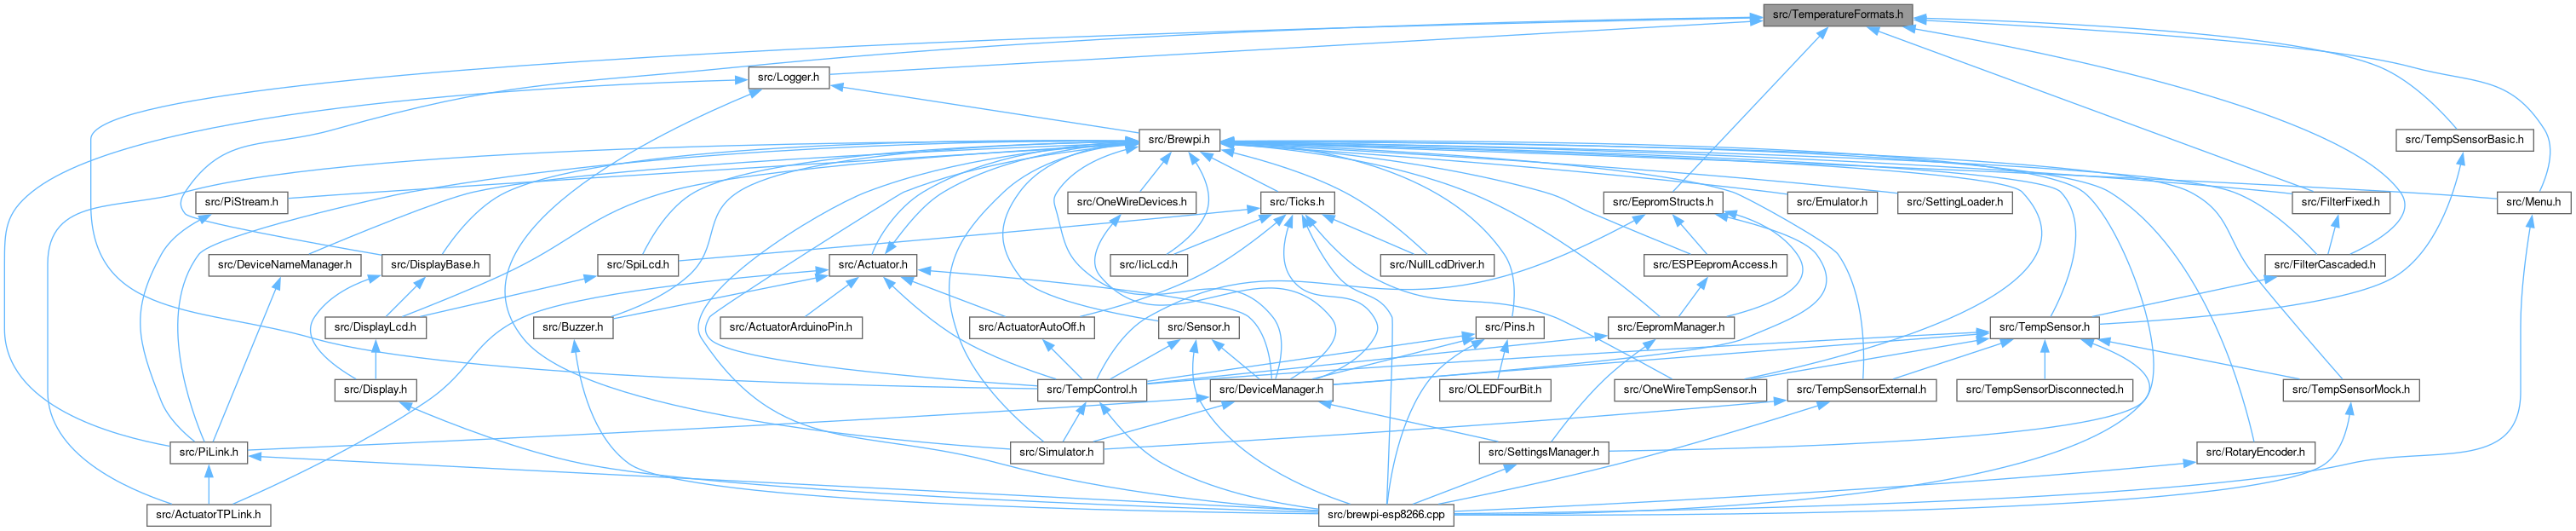 src/TemperatureFormats.h
src/Logger.h
src/Brewpi.h
src/TempSensorBasic.h
src/PiStream.h
src/OneWireDevices.h
src/Ticks.h
src/EepromStructs.h
src/Emulator.h
src/SettingLoader.h
src/FilterFixed.h
src/Menu.h
src/DeviceNameManager.h
src/DisplayBase.h
src/SpiLcd.h
src/Actuator.h
src/IicLcd.h
src/NullLcdDriver.h
src/ESPEepromAccess.h
src/FilterCascaded.h
src/DisplayLcd.h
src/Buzzer.h
src/ActuatorArduinoPin.h
src/ActuatorAutoOff.h
src/Sensor.h
src/Pins.h
src/EepromManager.h
src/TempSensor.h
src/Display.h
src/TempControl.h
src/DeviceManager.h
src/OLEDFourBit.h
src/OneWireTempSensor.h
src/TempSensorExternal.h
src/TempSensorDisconnected.h
src/TempSensorMock.h
src/PiLink.h
src/Simulator.h
src/SettingsManager.h
src/RotaryEncoder.h
src/ActuatorTPLink.h
src/brewpi-esp8266.cpp